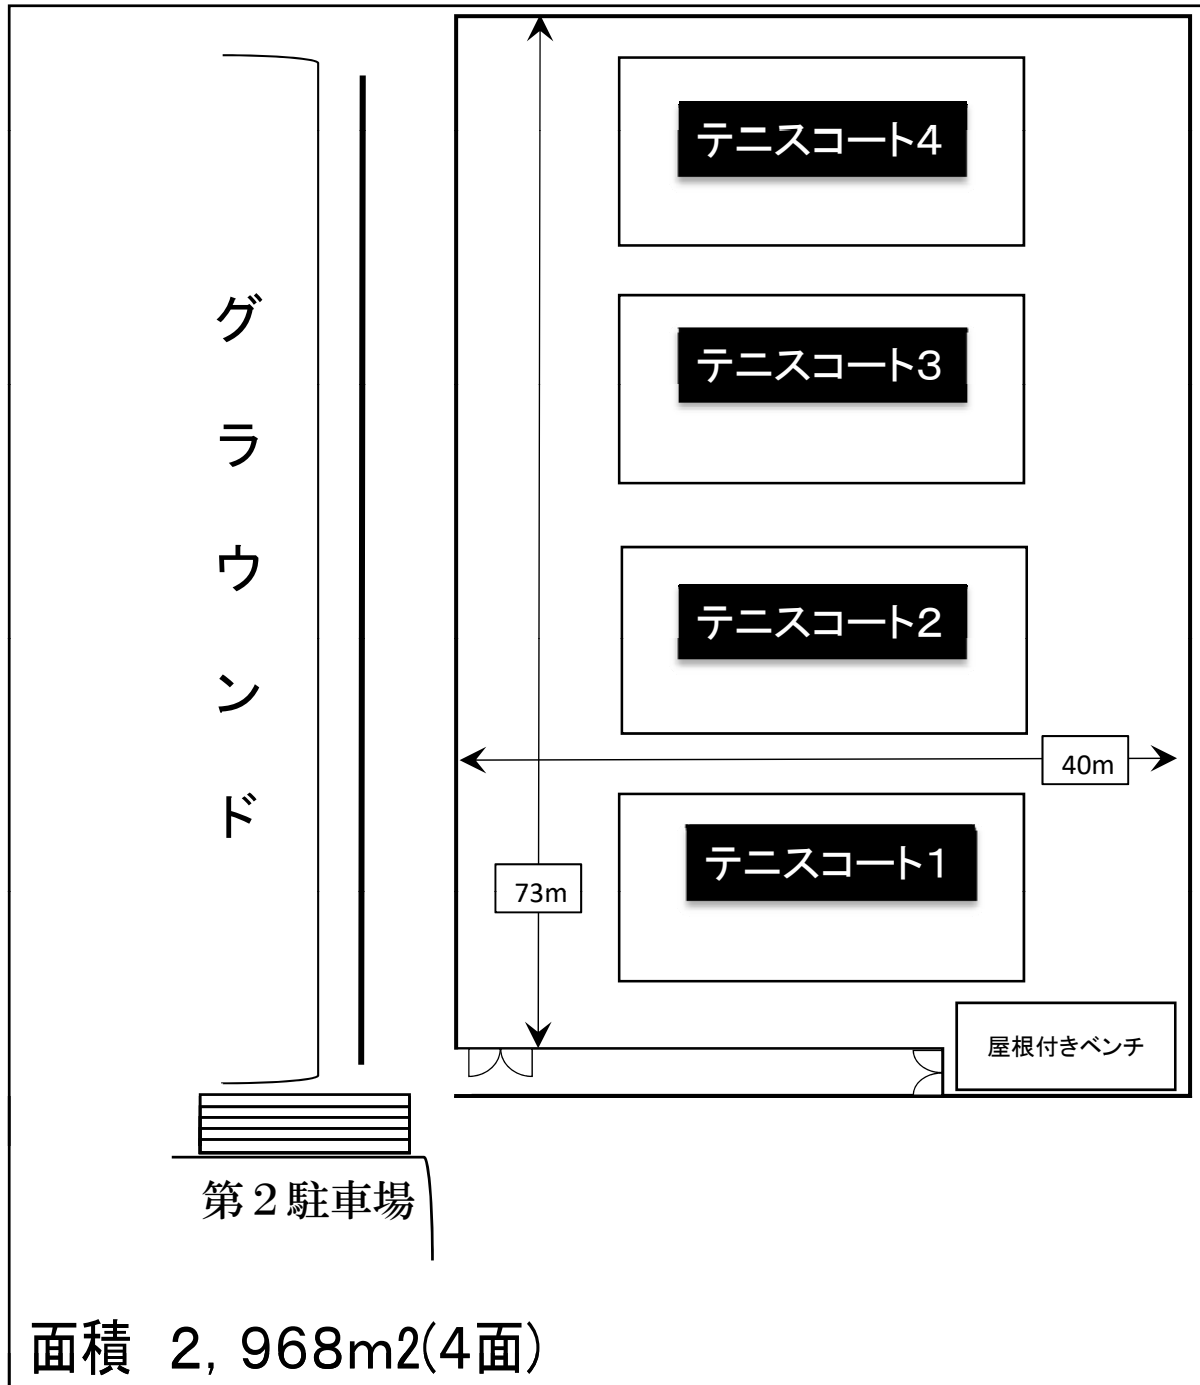 テニスコート4
テニスコート3
グラウンド
テニスコート2
40m
テニスコート1
73m
屋根付きベンチ
第２駐車場
面積　２，９６８m2(４面)